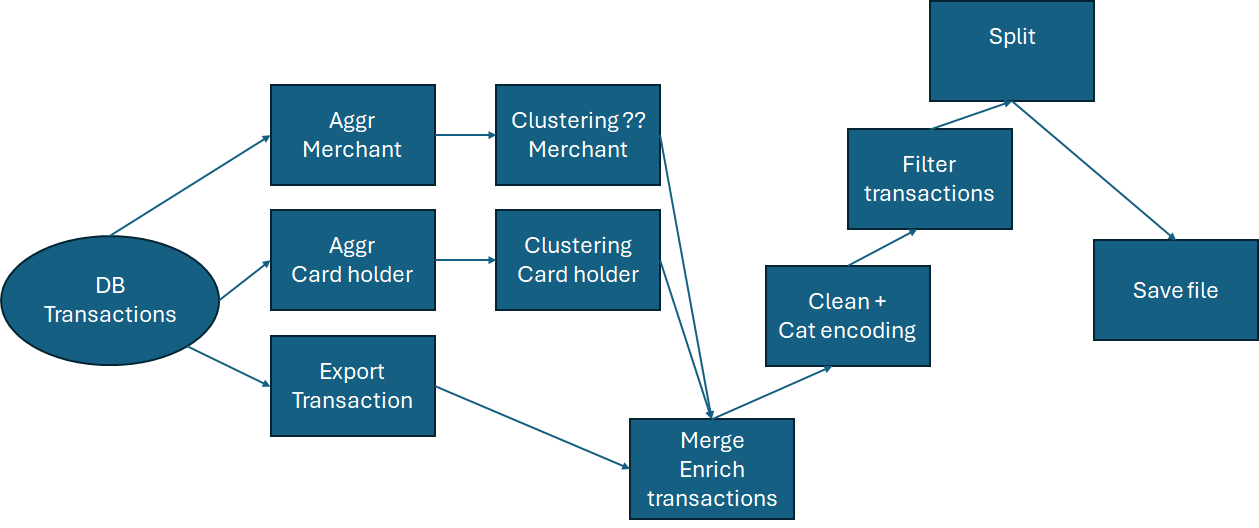 Split
Aggr
Merchant
Clustering ??
Merchant
Filter
transactions
Aggr
Card holder
Clustering
Card holder
DB
Transactions
Clean +
Cat encoding
Save file
Export
Transaction
Merge
Enrich
transactions